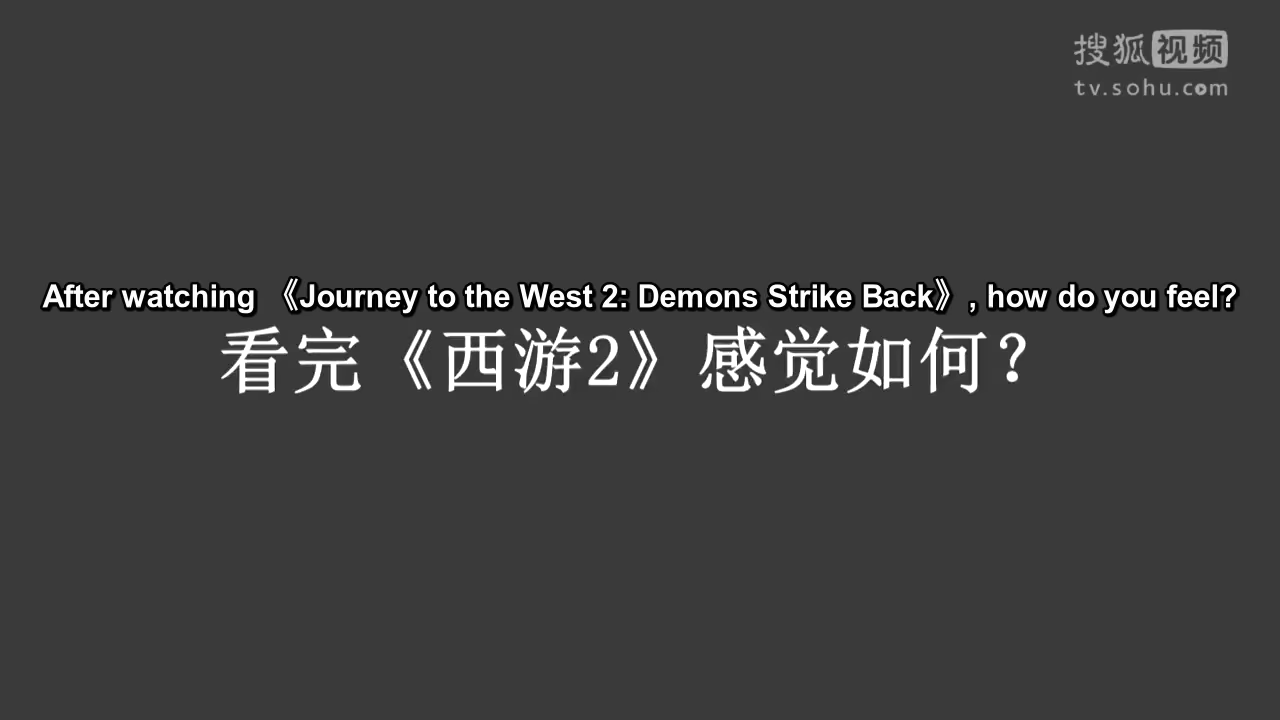 搜狐视频
tv.sohu.com
After watching 《Journey to the West 2: Demons Strike Back》, how do you feel?
看完《西游2》感觉如何？